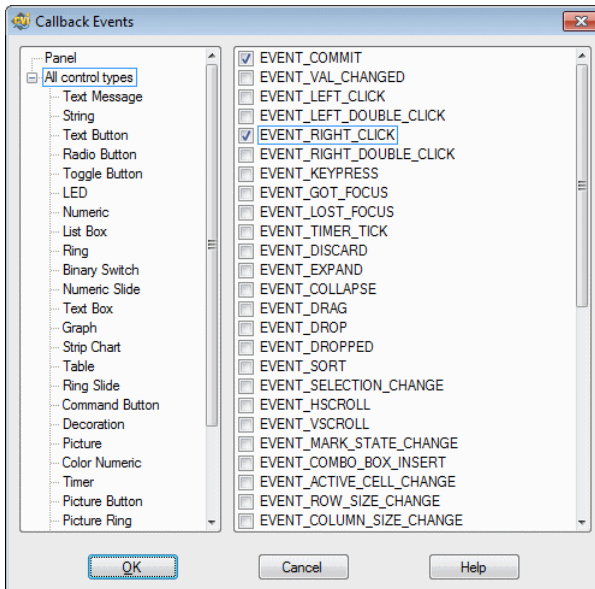 CVI Callback Events
Panel
All control types
Text Message
String
Text Button
Radio Button
Toggle Button
LED
Numeric
List Box
Ring
Binary Switch
Numeric Slide
Text Box
Graph
Strip Chart
Table
Ring Slide
Command Button
Decoration
Picture
Color Numeric
Timer
Picture Button
Picture Ring
EVENT_COMMIT
EVENT_VAL_CHANGED
EVENT_LEFT_CLICK
EVENT_LEFT_DOUBLE_CLICK
EVENT_RIGHT_CLICK
EVENT_RIGHT_DOUBLE_CLICK
EVENT_KEYPRESS
EVENT_GOT_FOCUS
EVENT_LOST_FOCUS
EVENT_TIMER_TICK
EVENT_DISCARD
EVENT_EXPAND
EVENT_COLLAPSE
EVENT_DRAG
EVENT_DROP
EVENT_DROPPED
EVENT_SORT
EVENT_SELECTION_CHANGE
EVENT_HSCROLL
EVENT_VSCROLL
EVENT_MARK_STATE_CHANGE
EVENT_COMBO_BOX_INSERT
EVENT_ACTIVE_CELL_CHANGE
EVENT_ROW_SIZE_CHANGE
EVENT_COLUMN_SIZE_CHANGE
OK Cancel Help